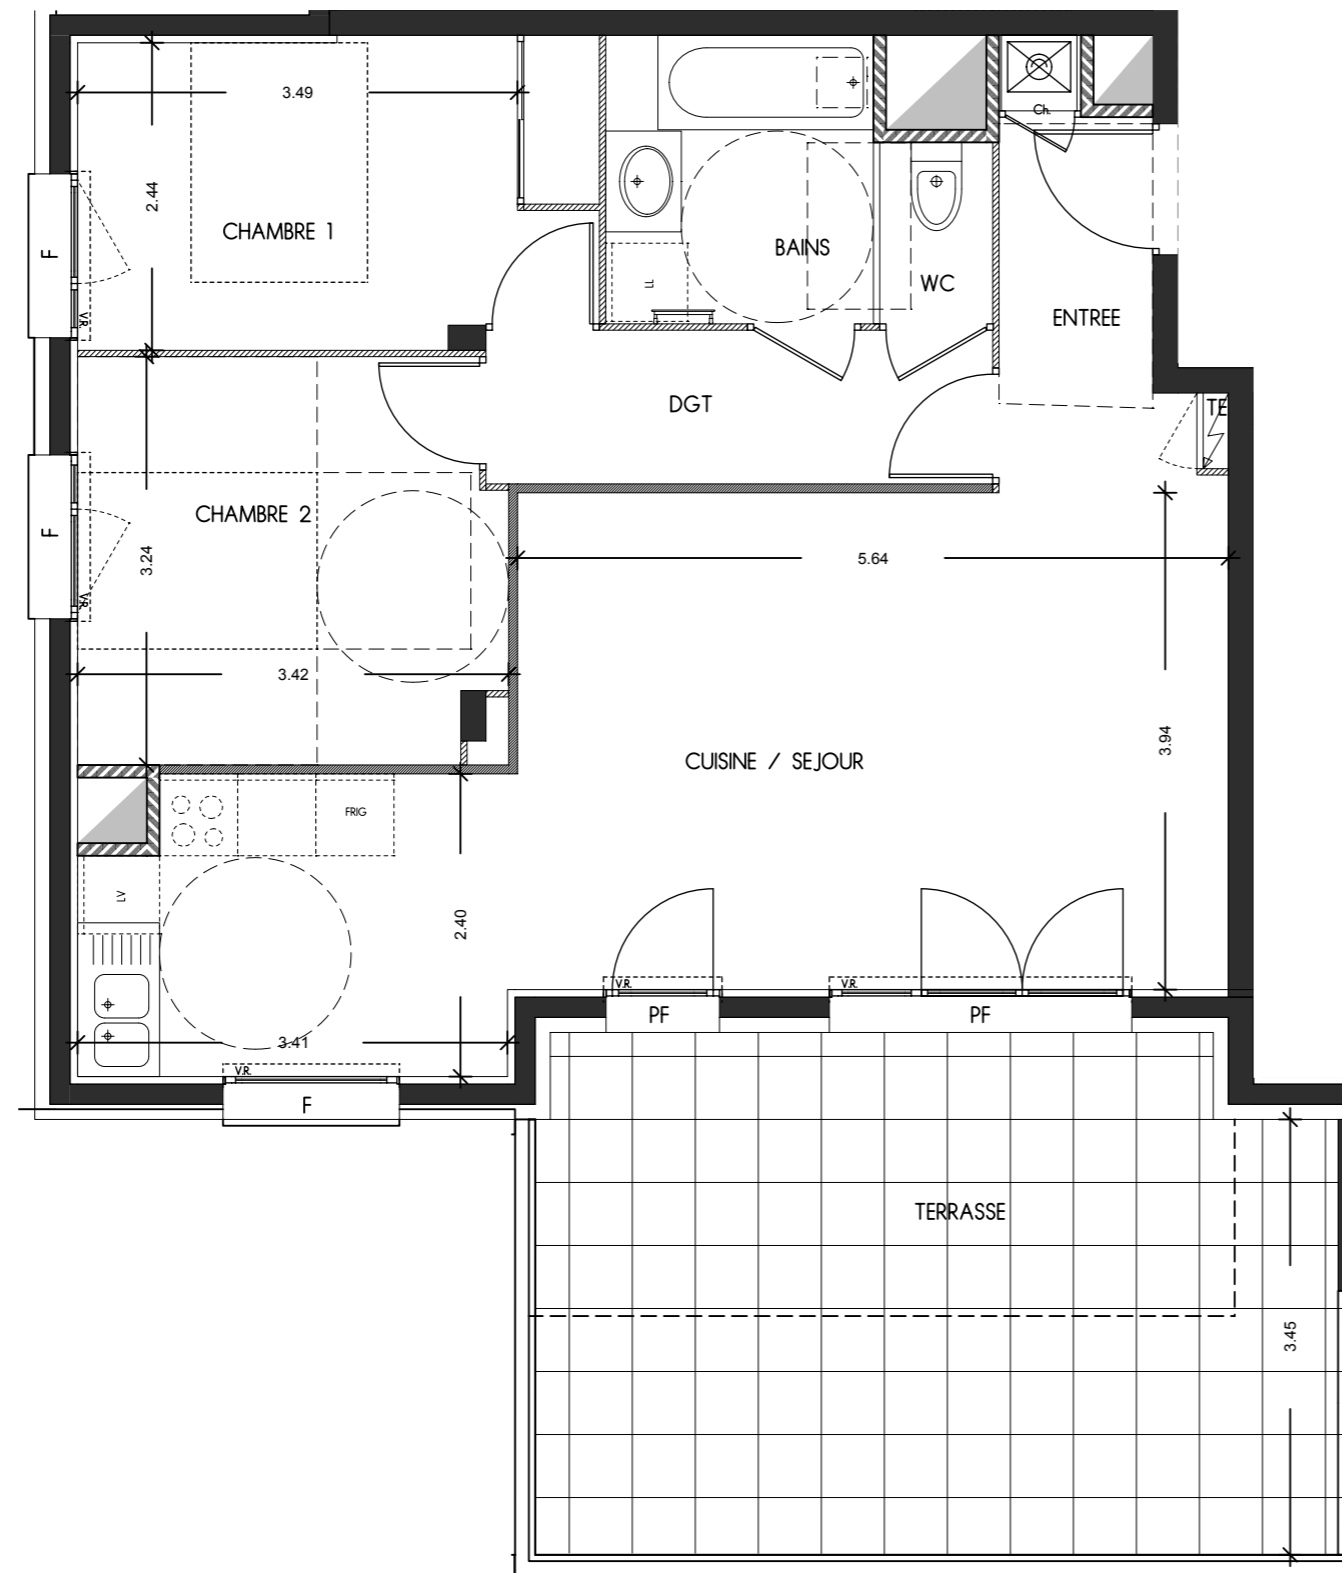 3.49
Ch.
2.44
CHAMBRE 1
BAINS
WC
F
LL
ENTREE
V.R.
DGT
TE
CHAMBRE 2
F
3.24
5.64
V.R.
3.42
3.94
CUISINE / SEJOUR
FRIG
LV
2.40
V.R.
V.R.
PF
PF
3.41
V.R.
F
TERRASSE
3.45